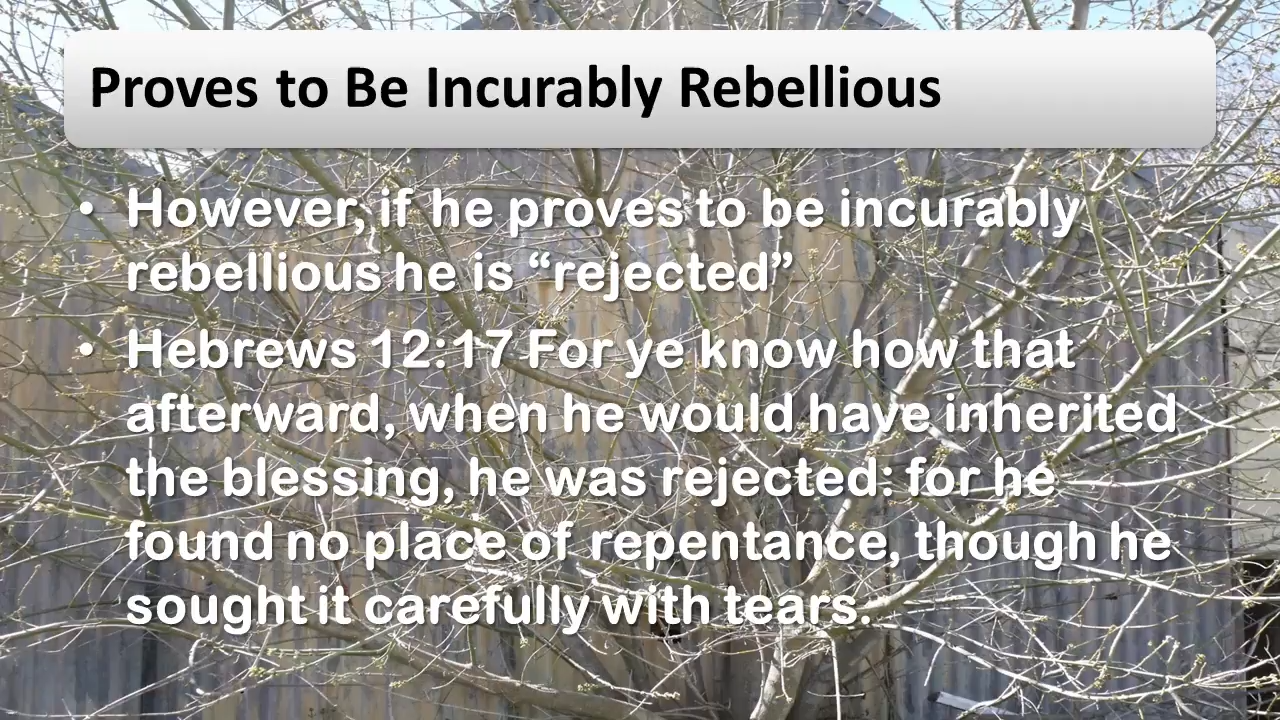 Proves to Be Incurably Rebellious
• However, if he proves to be incurably
rebellious he is “rejected”
• Hebrews 12:17 For ye know how that
afterward, when he would have inherited
the blessing, he was rejected: for he
found no place of repentance, though he
sought it carefully with tears.